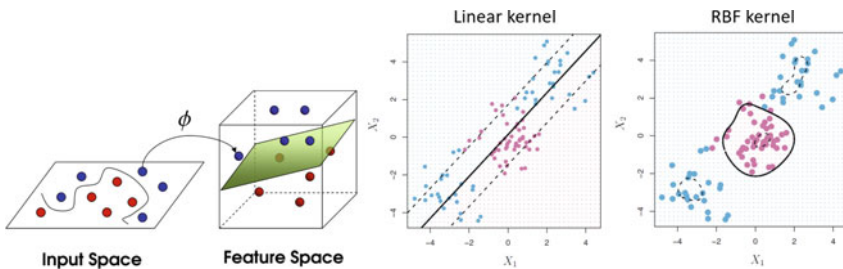 ϕ
Input Space
Feature Space
Linear kernel
X₂
4
2
0
-2
-4
-4 -2 0 2 4
X₁
RBF kernel
X₂
4
2
0
-2
-4
-4 -2 0 2 4
X₁